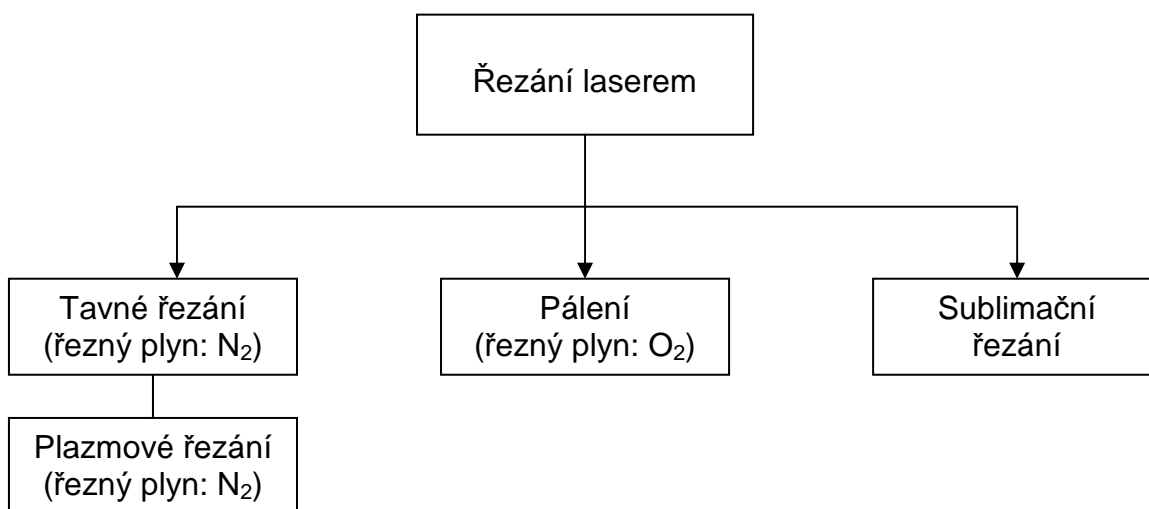 Řezání laserem
Tavné řezání
(řezný plyn: N₂)
Pálení
(řezný plyn: O₂)
Sublimační
řezání
Plazmové řezání
(řezný plyn: N₂)